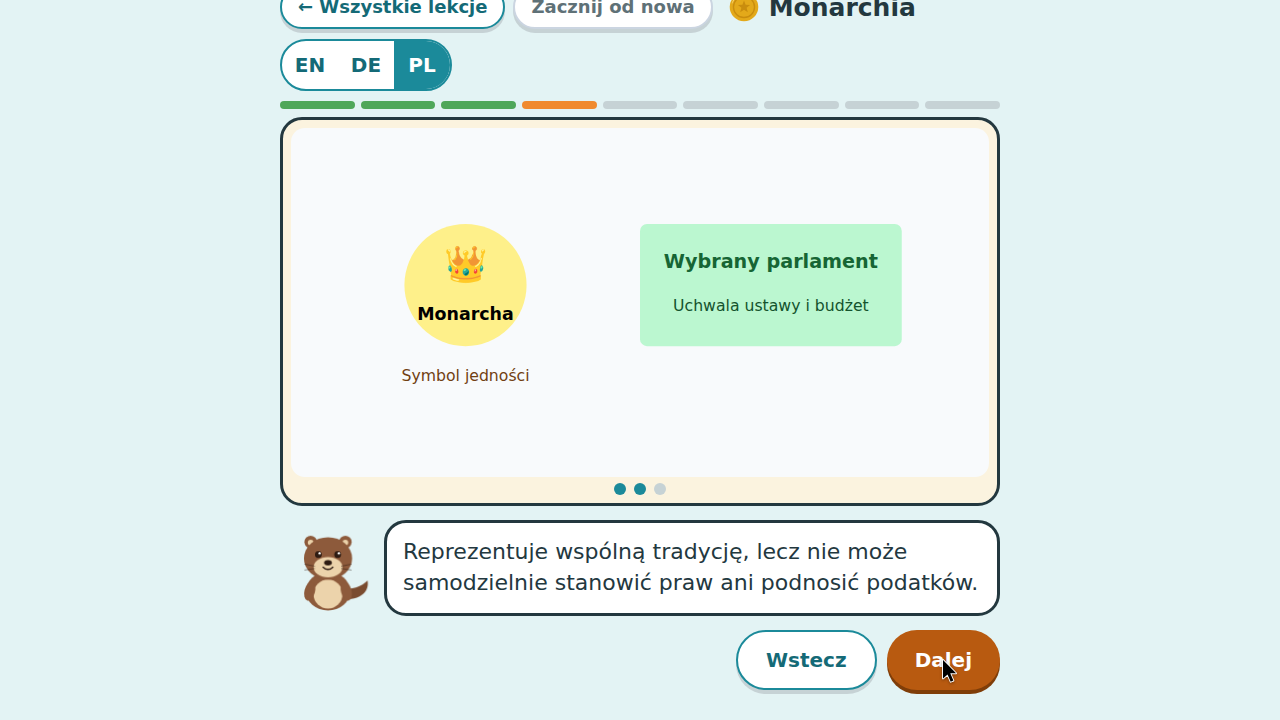 ← Wszystkie lekcje
Zacznij od nowa
Monarchia
EN DE PL
Monarcha
Symbol jedności
Wybrany parlament
Uchwala ustawy i budżet
Reprezentuje wspólną tradycję, lecz nie może
samodzielnie stanowić praw ani podnosić podatków.
Wstecz
Dalej